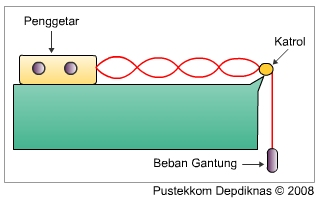 Penggetar
Katrol
Beban Gantung
Pustekkom Depdiknas © 2008